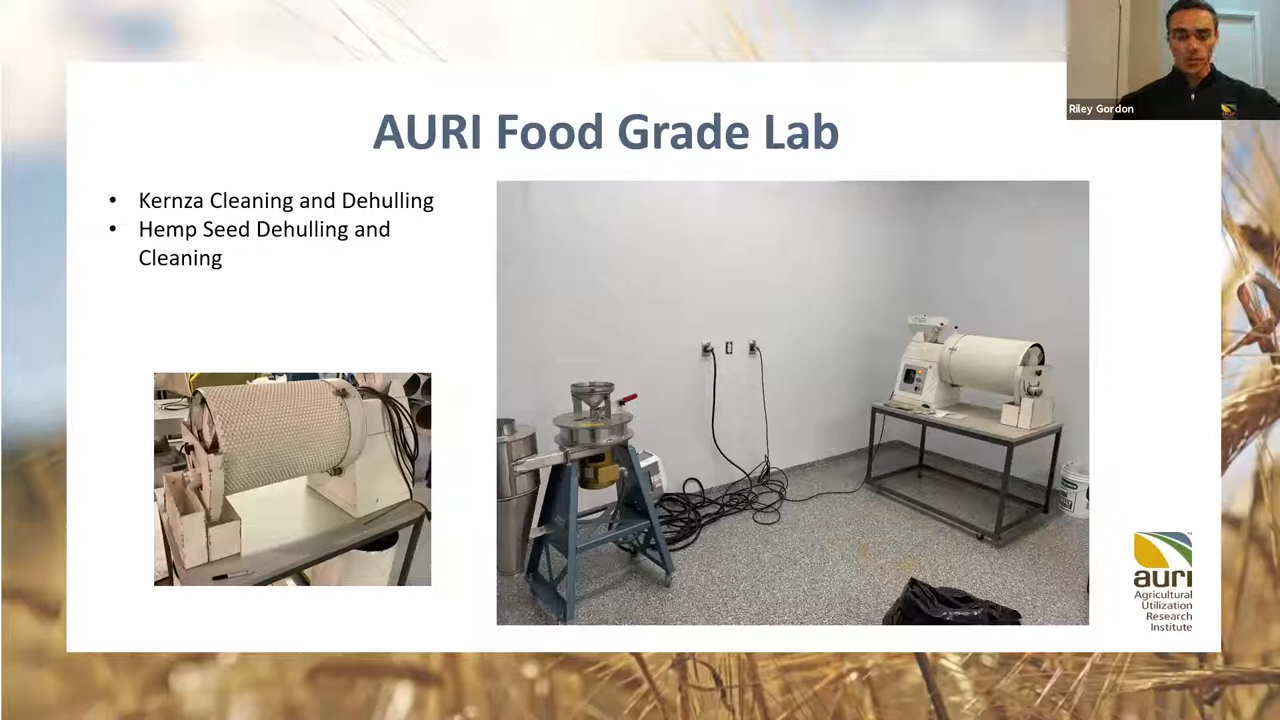 AURI Food Grade Lab
Riley Gordon
• Kernza Cleaning and Dehulling
• Hemp Seed Dehulling and
Cleaning
auri
Agricultural
Utilization
Research
Institute